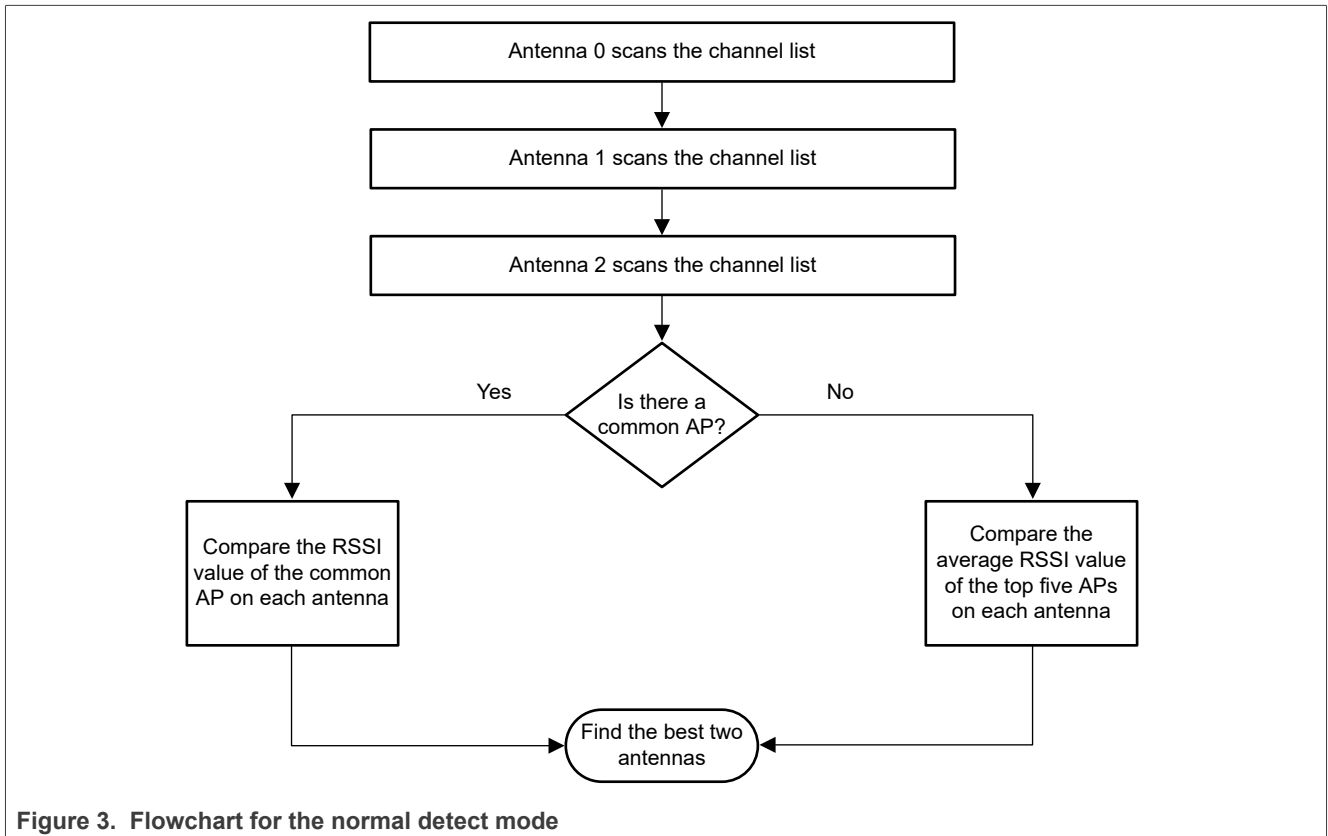 Antenna 0 scans the channel list
Antenna 1 scans the channel list
Antenna 2 scans the channel list
Is there a
common AP?
Yes
No
Compare the RSSI
value of the common
AP on each antenna
Compare the
average RSSI value
of the top five APs
on each antenna
Find the best two
antennas
Figure 3. Flowchart for the normal detect mode